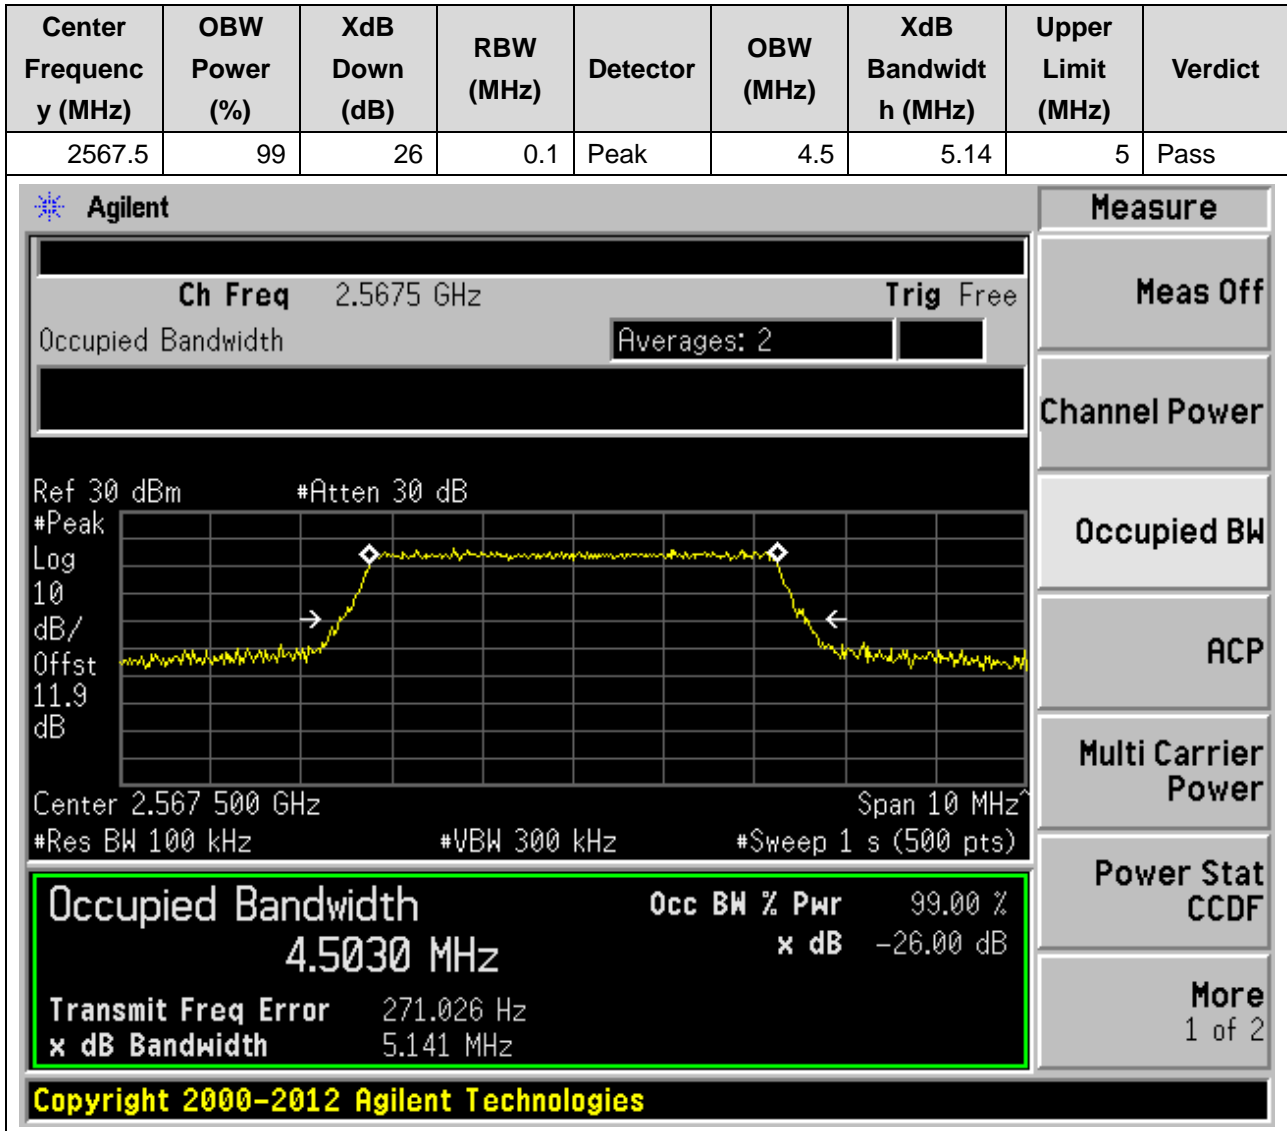 Center Frequency (MHz) OBW Power (%) XdB Down (dB) RBW (MHz) Detector OBW (MHz) XdB Bandwidth (MHz) Upper Limit (MHz) Verdict
2567.5 99 26 0.1 Peak 4.5 5.14 5 Pass
Agilent
Measure
Ch Freq 2.5675 GHz Trig Free
Meas Off
Occupied Bandwidth Averages: 2
Channel Power
Ref 30 dBm #Atten 30 dB
#Peak
Log
10
dB/
Offst
11.9
dB
Occupied BW
ACP
Multi Carrier
Power
Center 2.567 500 GHz Span 10 MHz^
#Res BW 100 kHz #VBW 300 kHz #Sweep 1 s (500 pts)
Power Stat
CCDF
Occupied Bandwidth Occ BW % Pwr 99.00 %
4.5030 MHz x dB -26.00 dB
Transmit Freq Error 271.026 Hz
x dB Bandwidth 5.141 MHz
More
1 of 2
Copyright 2000-2012 Agilent Technologies